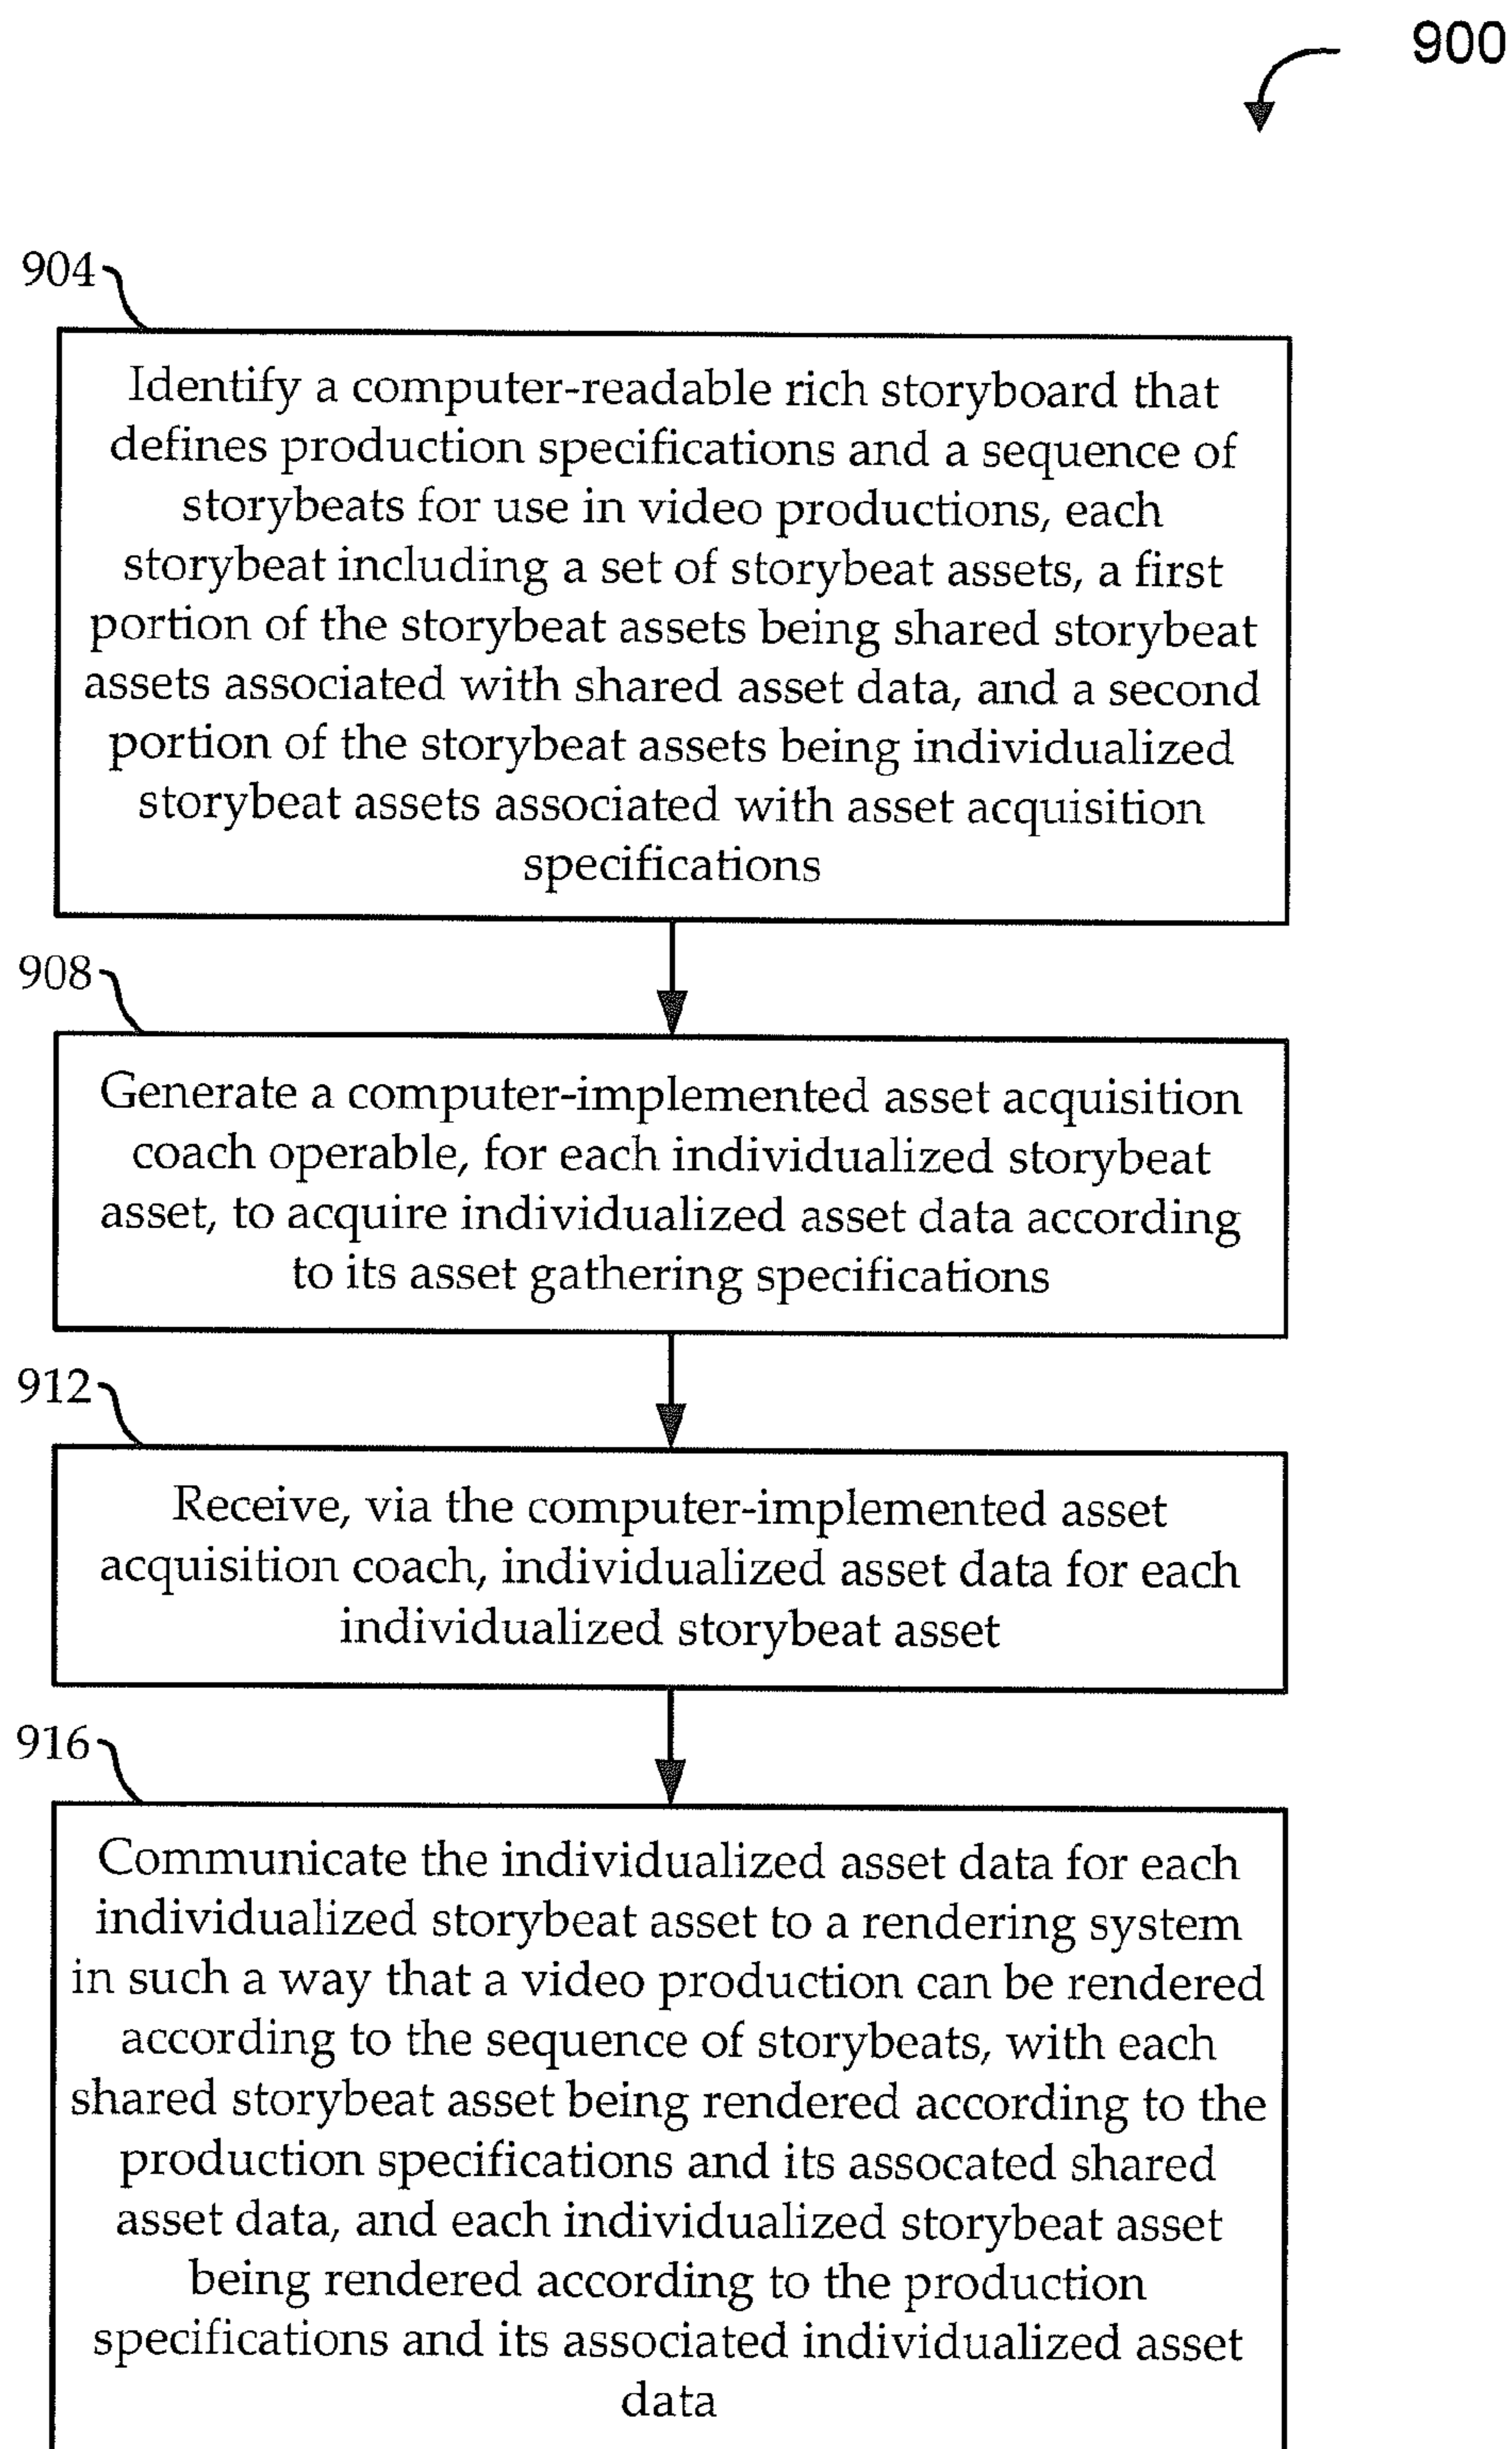 900
904
Identify a computer-readable rich storyboard that
defines production specifications and a sequence of
storybeats for use in video productions, each
storybeat including a set of storybeat assets, a first
portion of the storybeat assets being shared storybeat
assets associated with shared asset data, and a second
portion of the storybeat assets being individualized
storybeat assets associated with asset acquisition
specifications
908
Generate a computer-implemented asset acquisition
coach operable, for each individualized storybeat
asset, to acquire individualized asset data according
to its asset gathering specifications
912
Receive, via the computer-implemented asset
acquisition coach, individualized asset data for each
individualized storybeat asset
916
Communicate the individualized asset data for each
individualized storybeat asset to a rendering system
in such a way that a video production can be rendered
according to the sequence of storybeats, with each
shared storybeat asset being rendered according to the
production specifications and its assocated shared
asset data, and each individualized storybeat asset
being rendered according to the production
specifications and its associated individualized asset
data